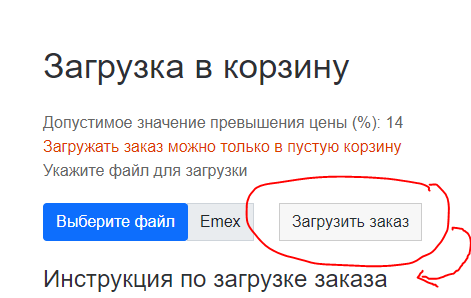 Загрузка в корзину
Допустимое значение превышения цены (%): 14
Загружать заказ можно только в пустую корзину
Укажите файл для загрузки
Выберите файл Emex Загрузить заказ
Инструкция по загрузке заказа